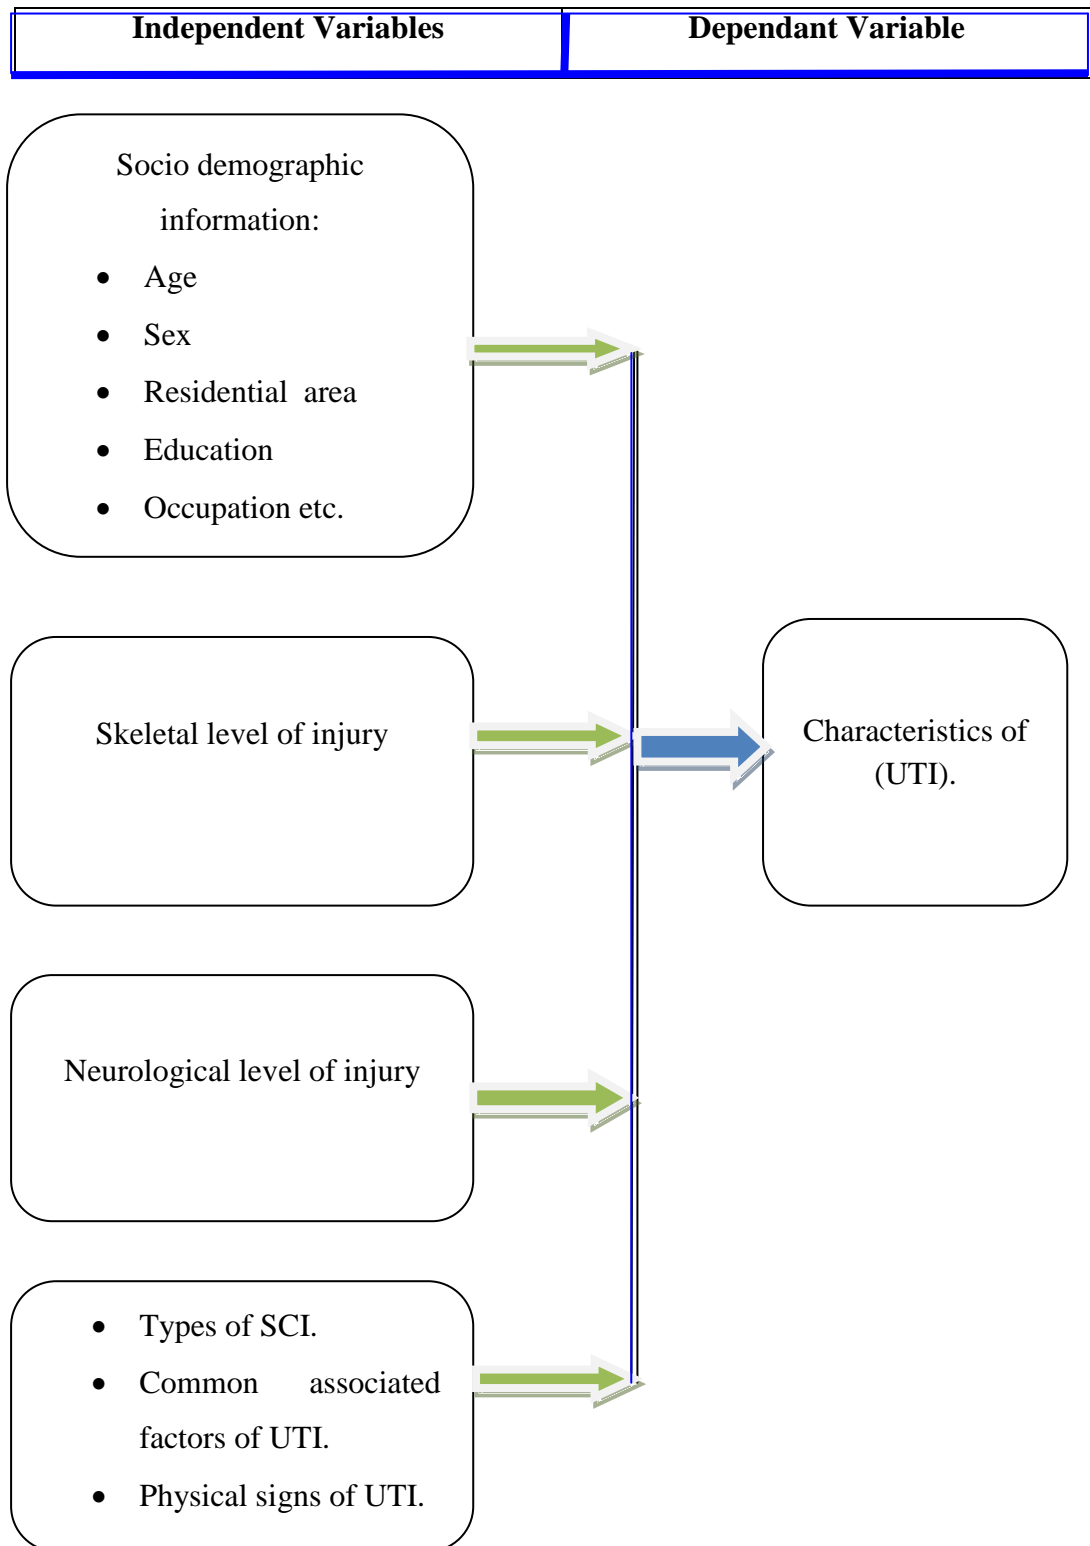 Independent Variables
Dependant Variable
Socio demographic
information:
• Age
• Sex
• Residential area
• Education
• Occupation etc.
Skeletal level of injury
Characteristics of
(UTI).
Neurological level of injury
• Types of SCI.
• Common associated
factors of UTI.
• Physical signs of UTI.